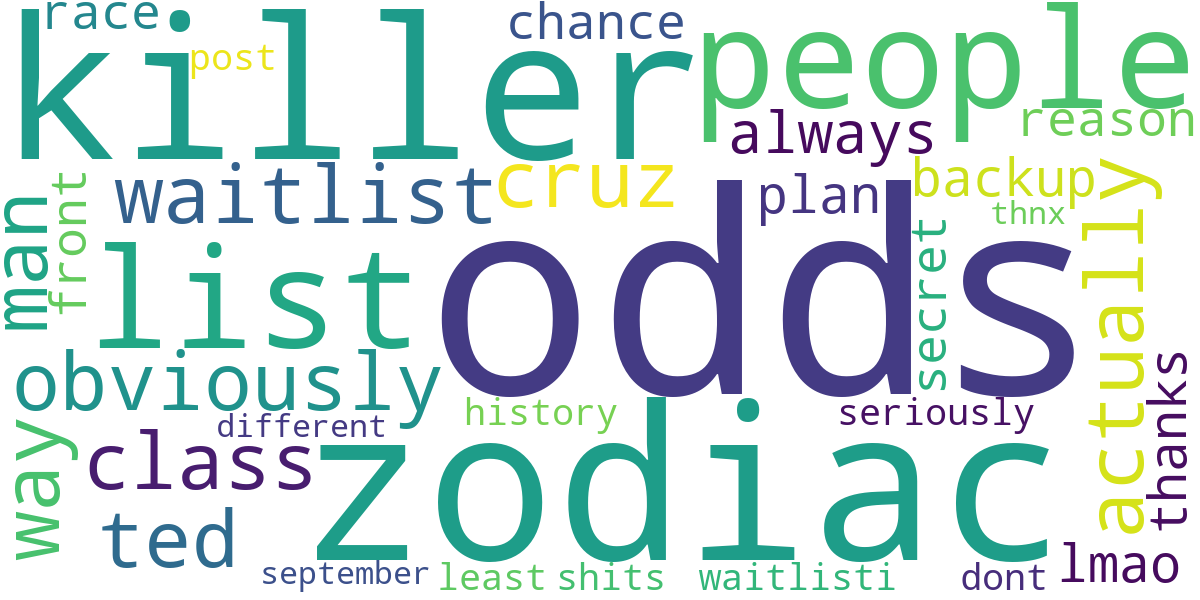 race
killer
post
chance
people
reason
always
waitlist
cruz
plan
backup
thnx
man
front
list
odds
secret
actually
obviously
history
seriously
different
thanks
way
class
zodiac
ted
september
least
shits
waitlisti
dont
lmao